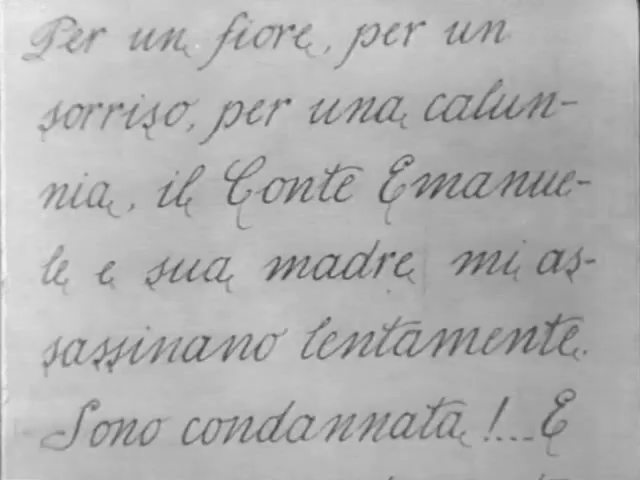 Per un fiore, per un
sorriso, per una calun-
nia, il Conte Emanue-
le e sua madre mi as-
sassinano lentamente.
Sono condannata!... E